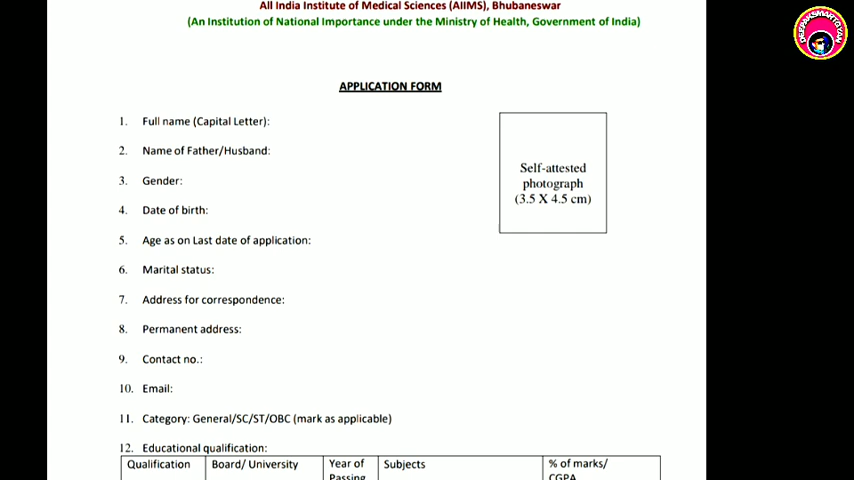 All India Institute of Medical Sciences (AIIMS), Bhubaneswar
(An Institution of National Importance under the Ministry of Health, Government of India)
APPLICATION FORM
1. Full name (Capital Letter):
2. Name of Father/Husband:
3. Gender:
4. Date of birth:
5. Age as on Last date of application:
6. Marital status:
7. Address for correspondence:
8. Permanent address:
9. Contact no.:
10. Email:
11. Category: General/SC/ST/OBC (mark as applicable)
12. Educational qualification:
Self-attested
photograph
(3.5 X 4.5 cm)
Qualification Board/ University Year of Subjects % of marks/
Passing CGPA